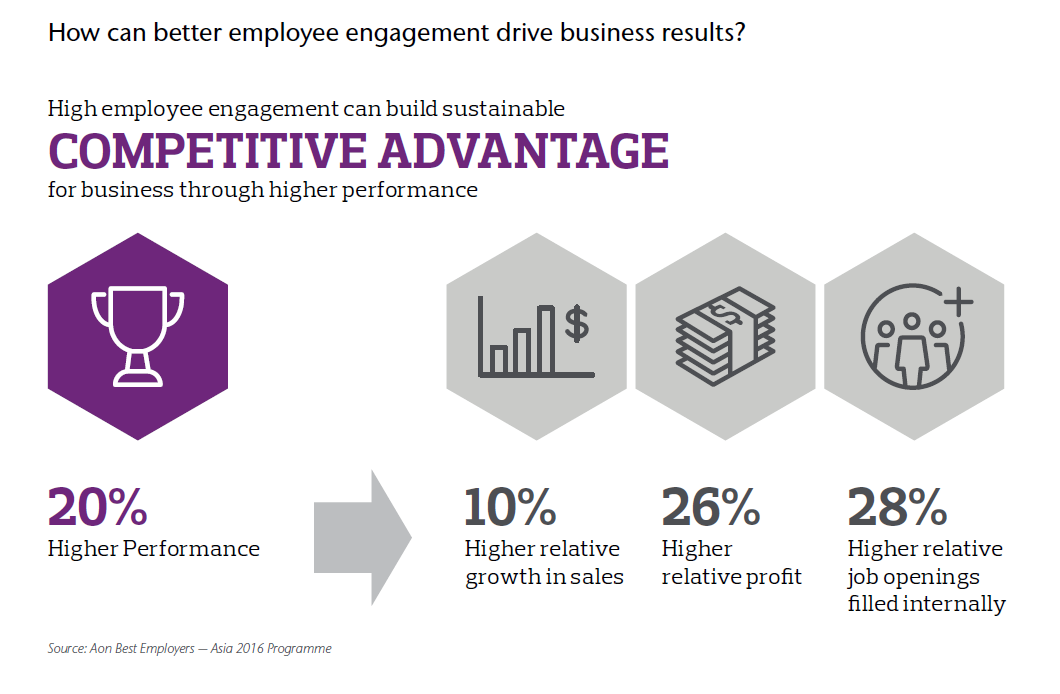 How can better employee engagement drive business results?
High employee engagement can build sustainable
COMPETITIVE ADVANTAGE
for business through higher performance
$
$
20%
Higher Performance
10%
Higher relative
growth in sales
26%
Higher
relative profit
28%
Higher relative
job openings
filled internally
Source: Aon Best Employers — Asia 2016 Programme